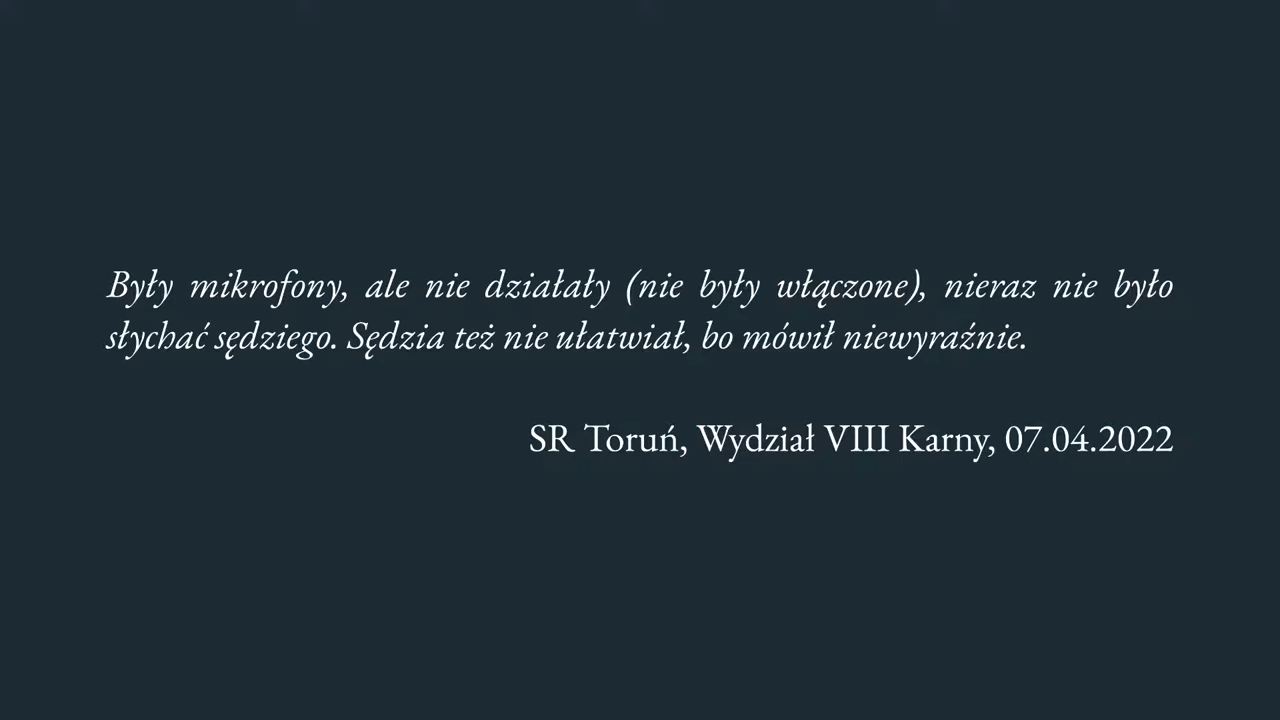 Były mikrofony, ale nie działały (nie były włączone), nieraz nie było
słychać sędziego. Sędzia też nie ułatwiał, bo mówił niewyraźnie.
SR Toruń, Wydział VIII Karny, 07.04.2022